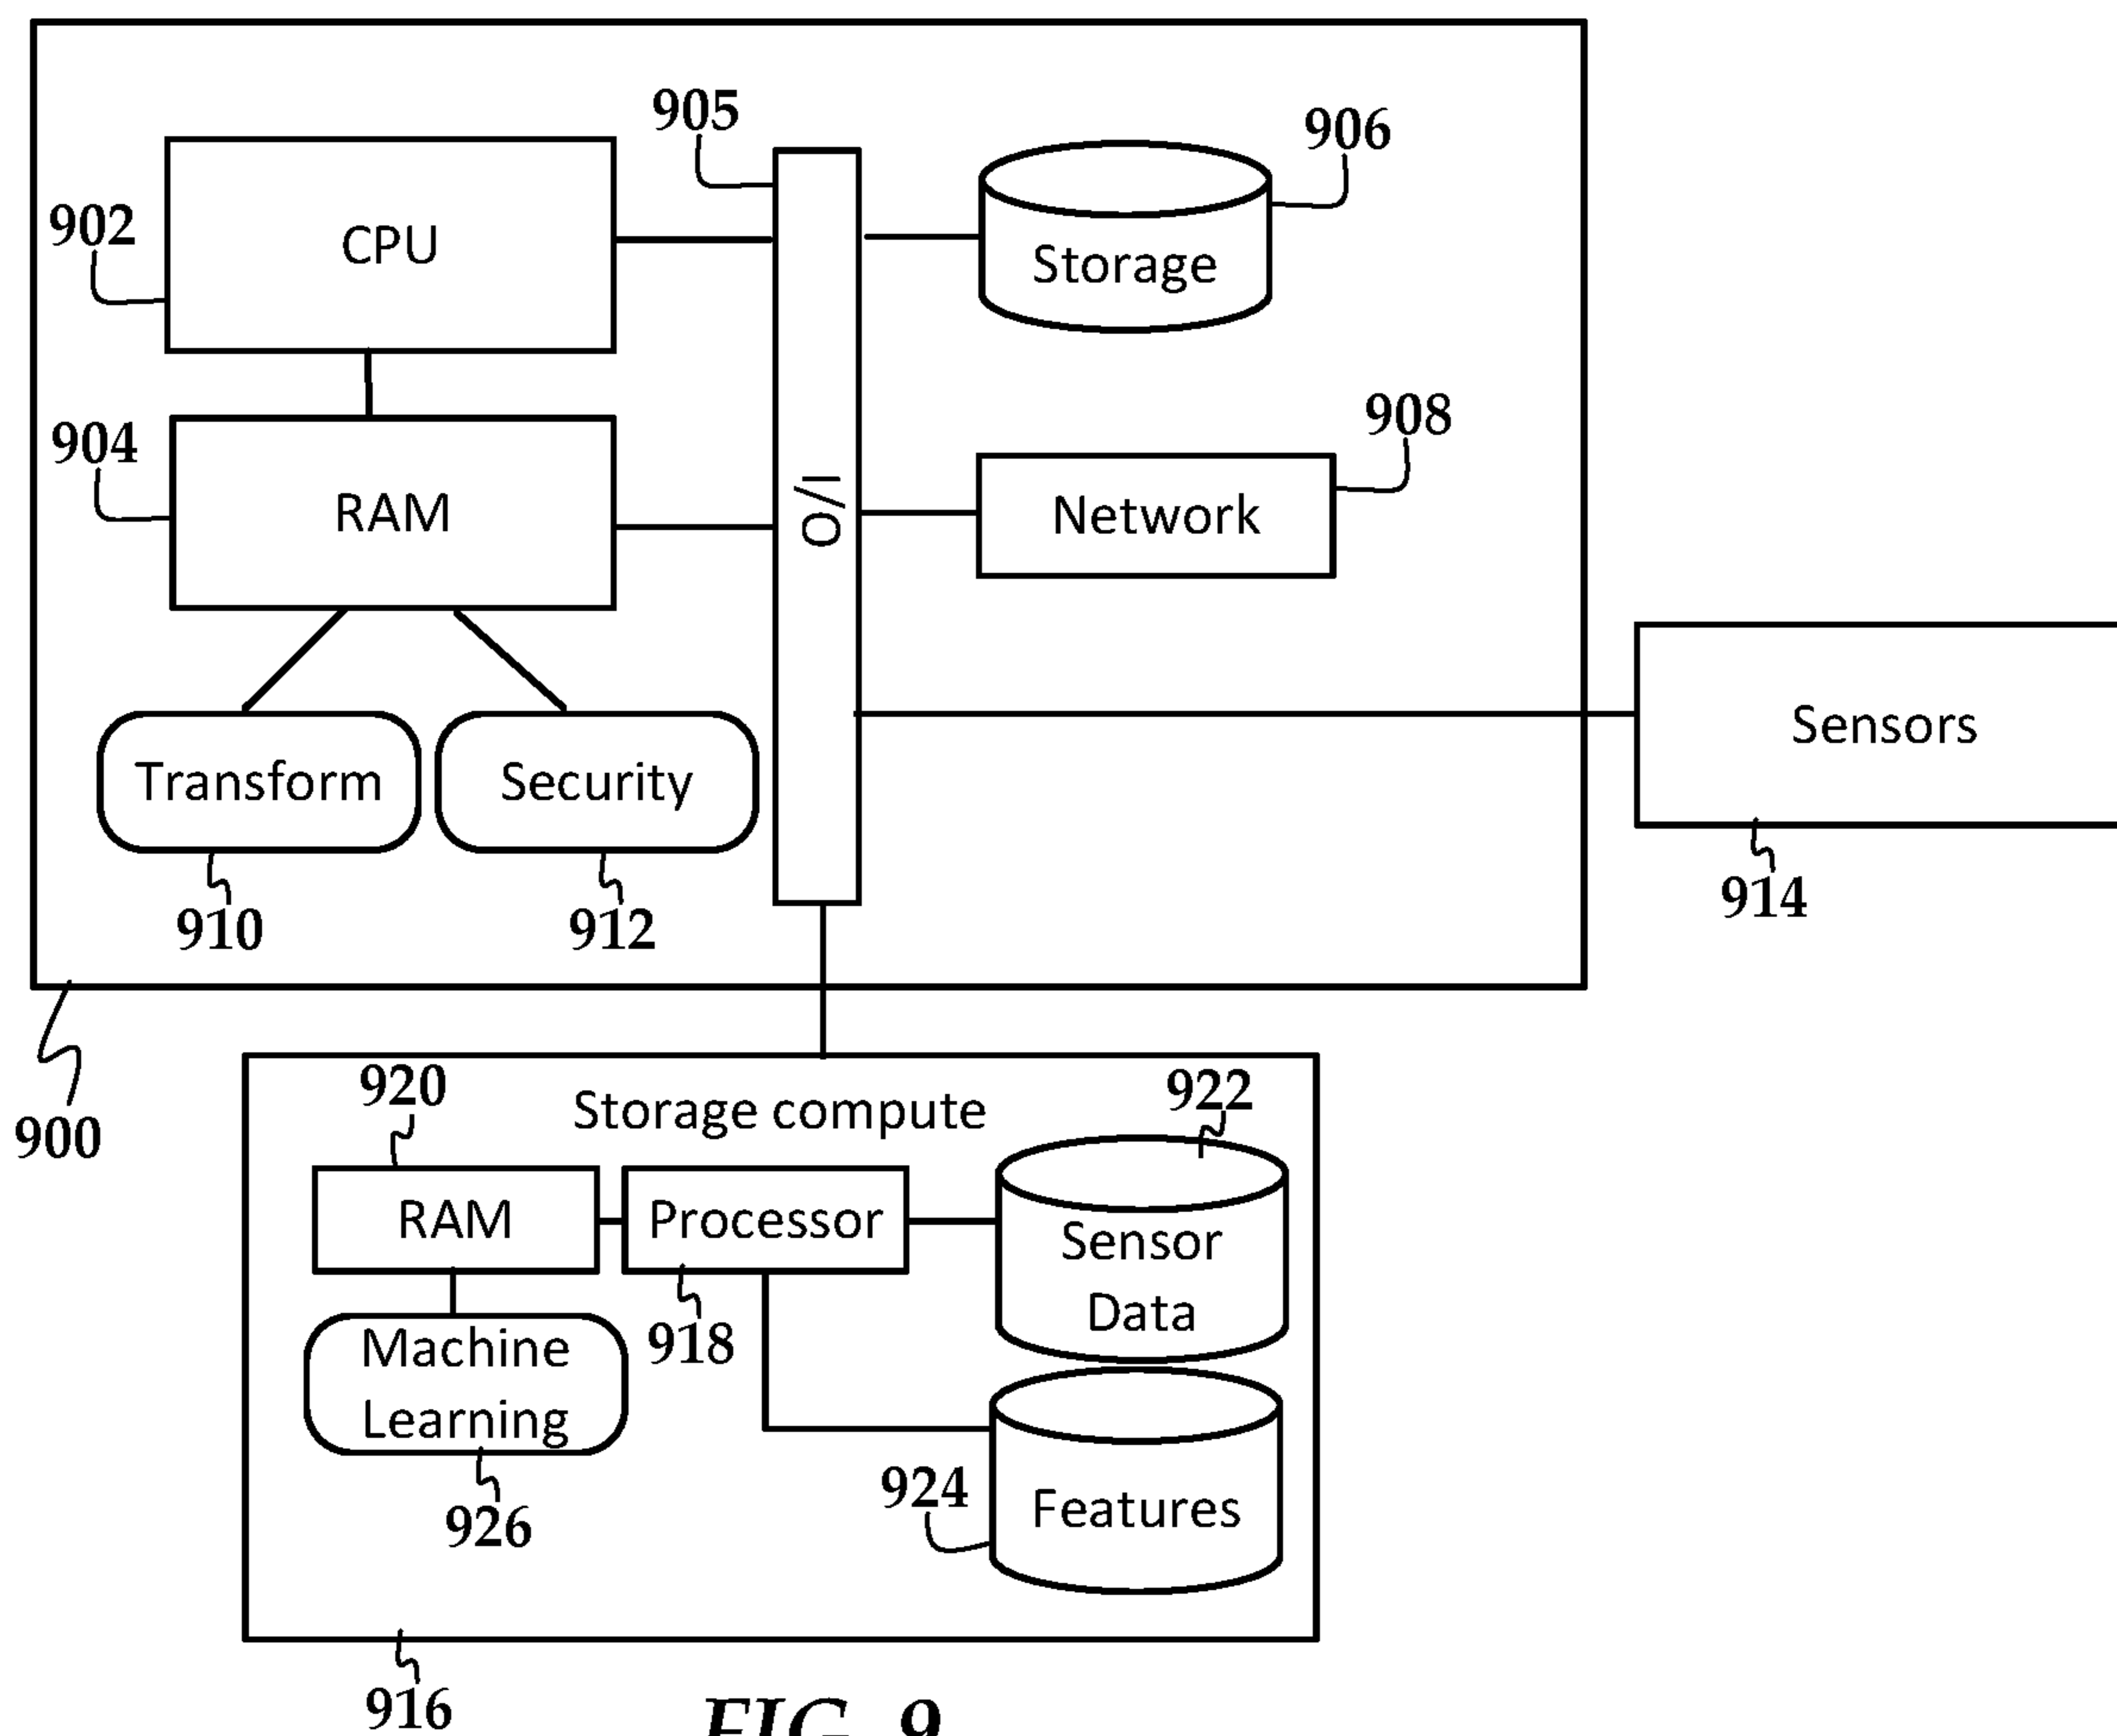 905
906
902
CPU
Storage
904
908
RAM
O/I
Network
Sensors
Transform
Security
914
910
912
900
920
Storage compute
922
RAM
Processor
Sensor
Data
918
Machine
Learning
924
Features
926
916
FIG. 9